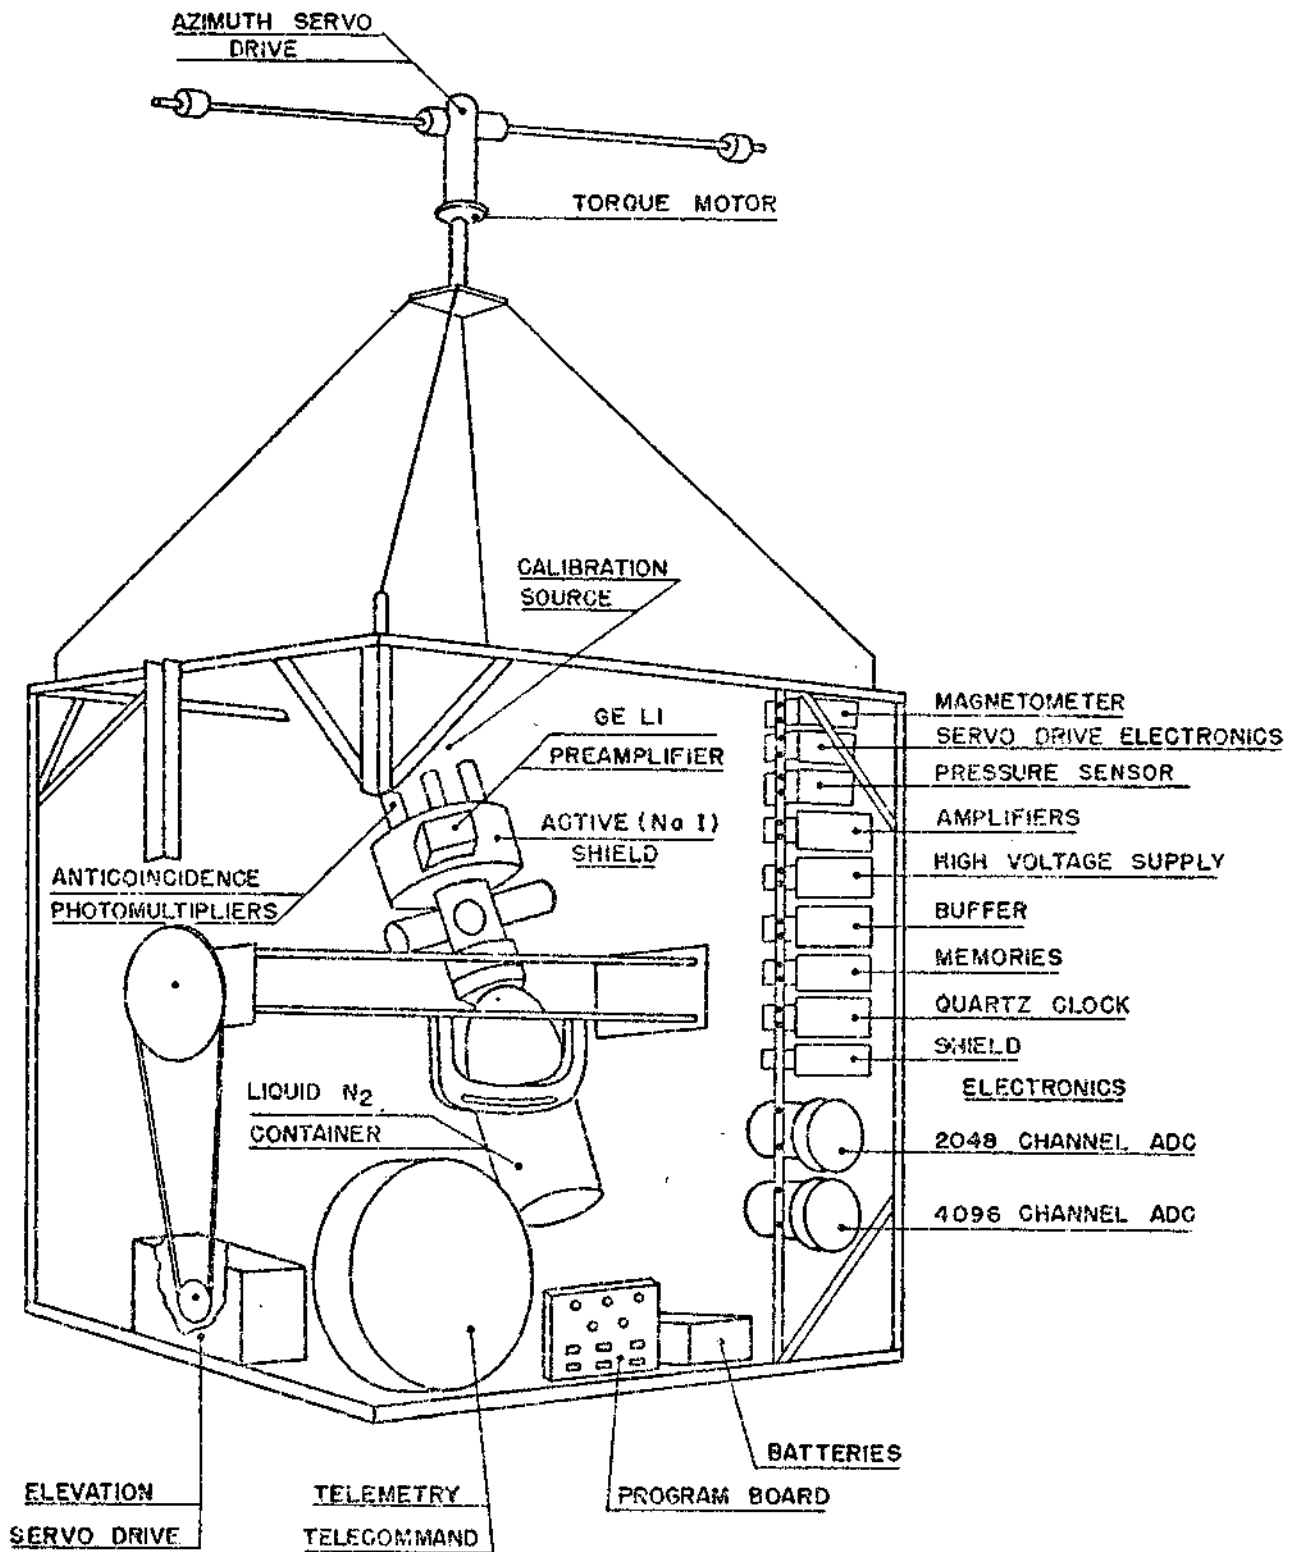 AZIMUTH SERVO
DRIVE
TORQUE MOTOR
CALIBRATION
SOURCE
GE LI
PREAMPLIFIER
ACTIVE (Na I)
SHIELD
ANTICOINCIDENCE
PHOTOMULTIPLIERS
MAGNETOMETER
SERVO DRIVE ELECTRONICS
PRESSURE SENSOR
AMPLIFIERS
HIGH VOLTAGE SUPPLY
BUFFER
MEMORIES
QUARTZ CLOCK
SHIELD
ELECTRONICS
2048 CHANNEL ADC
4096 CHANNEL ADC
LIQUID N2
CONTAINER
BATTERIES
PROGRAM BOARD
TELEMETRY
TELECOMMAND
ELEVATION
SERVO DRIVE